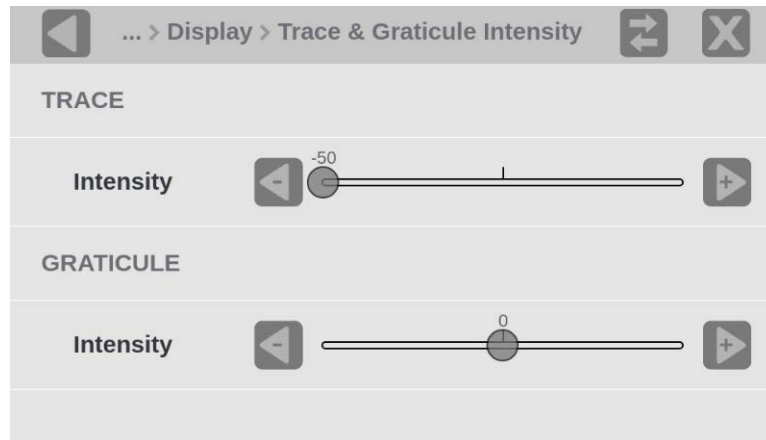 ... > Display > Trace & Graticule Intensity
TRACE
-50
Intensity - +
GRATICULE
0
Intensity - +